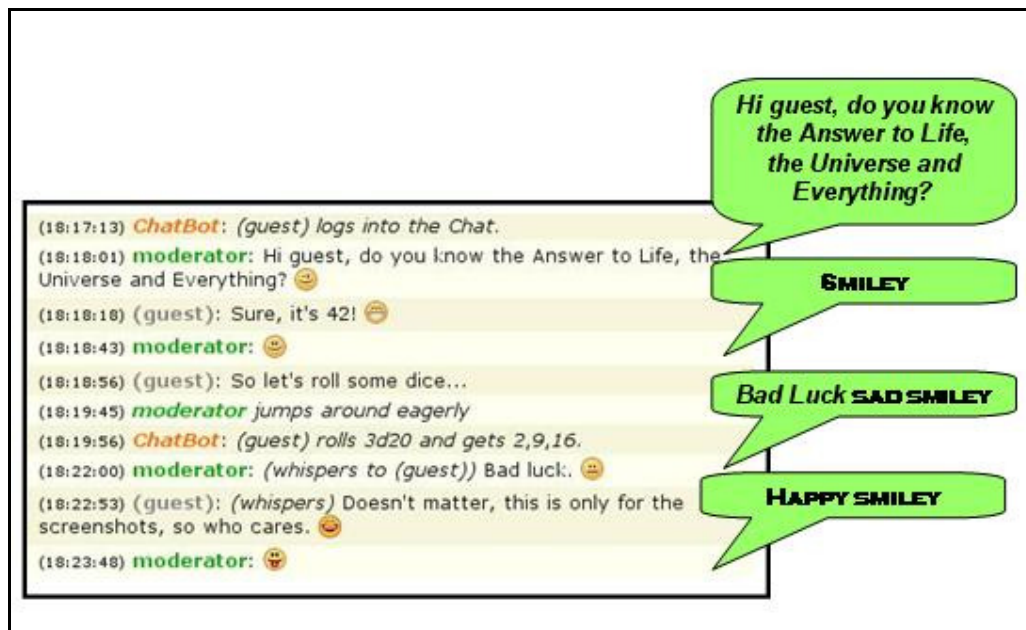 Hi guest, do you know
the Answer to Life,
the Universe and
Everything?
(18:17:13) ChatBot: (guest) logs into the Chat.
(18:18:01) moderator: Hi guest, do you know the Answer to Life, the
Universe and Everything?
SMILEY
(18:18:18) (guest): Sure, it's 42!
(18:18:43) moderator:
(18:18:56) (guest): So let's roll some dice...
Bad Luck SAD SMILEY
(18:19:45) moderator jumps around eagerly
(18:19:56) ChatBot: (guest) rolls 3d20 and gets 2,9,16.
(18:22:00) moderator: (whispers to (guest)) Bad luck.
HAPPY SMILEY
(18:22:53) (guest): (whispers) Doesn't matter, this is only for the
screenshots, so who cares.
(18:23:48) moderator: